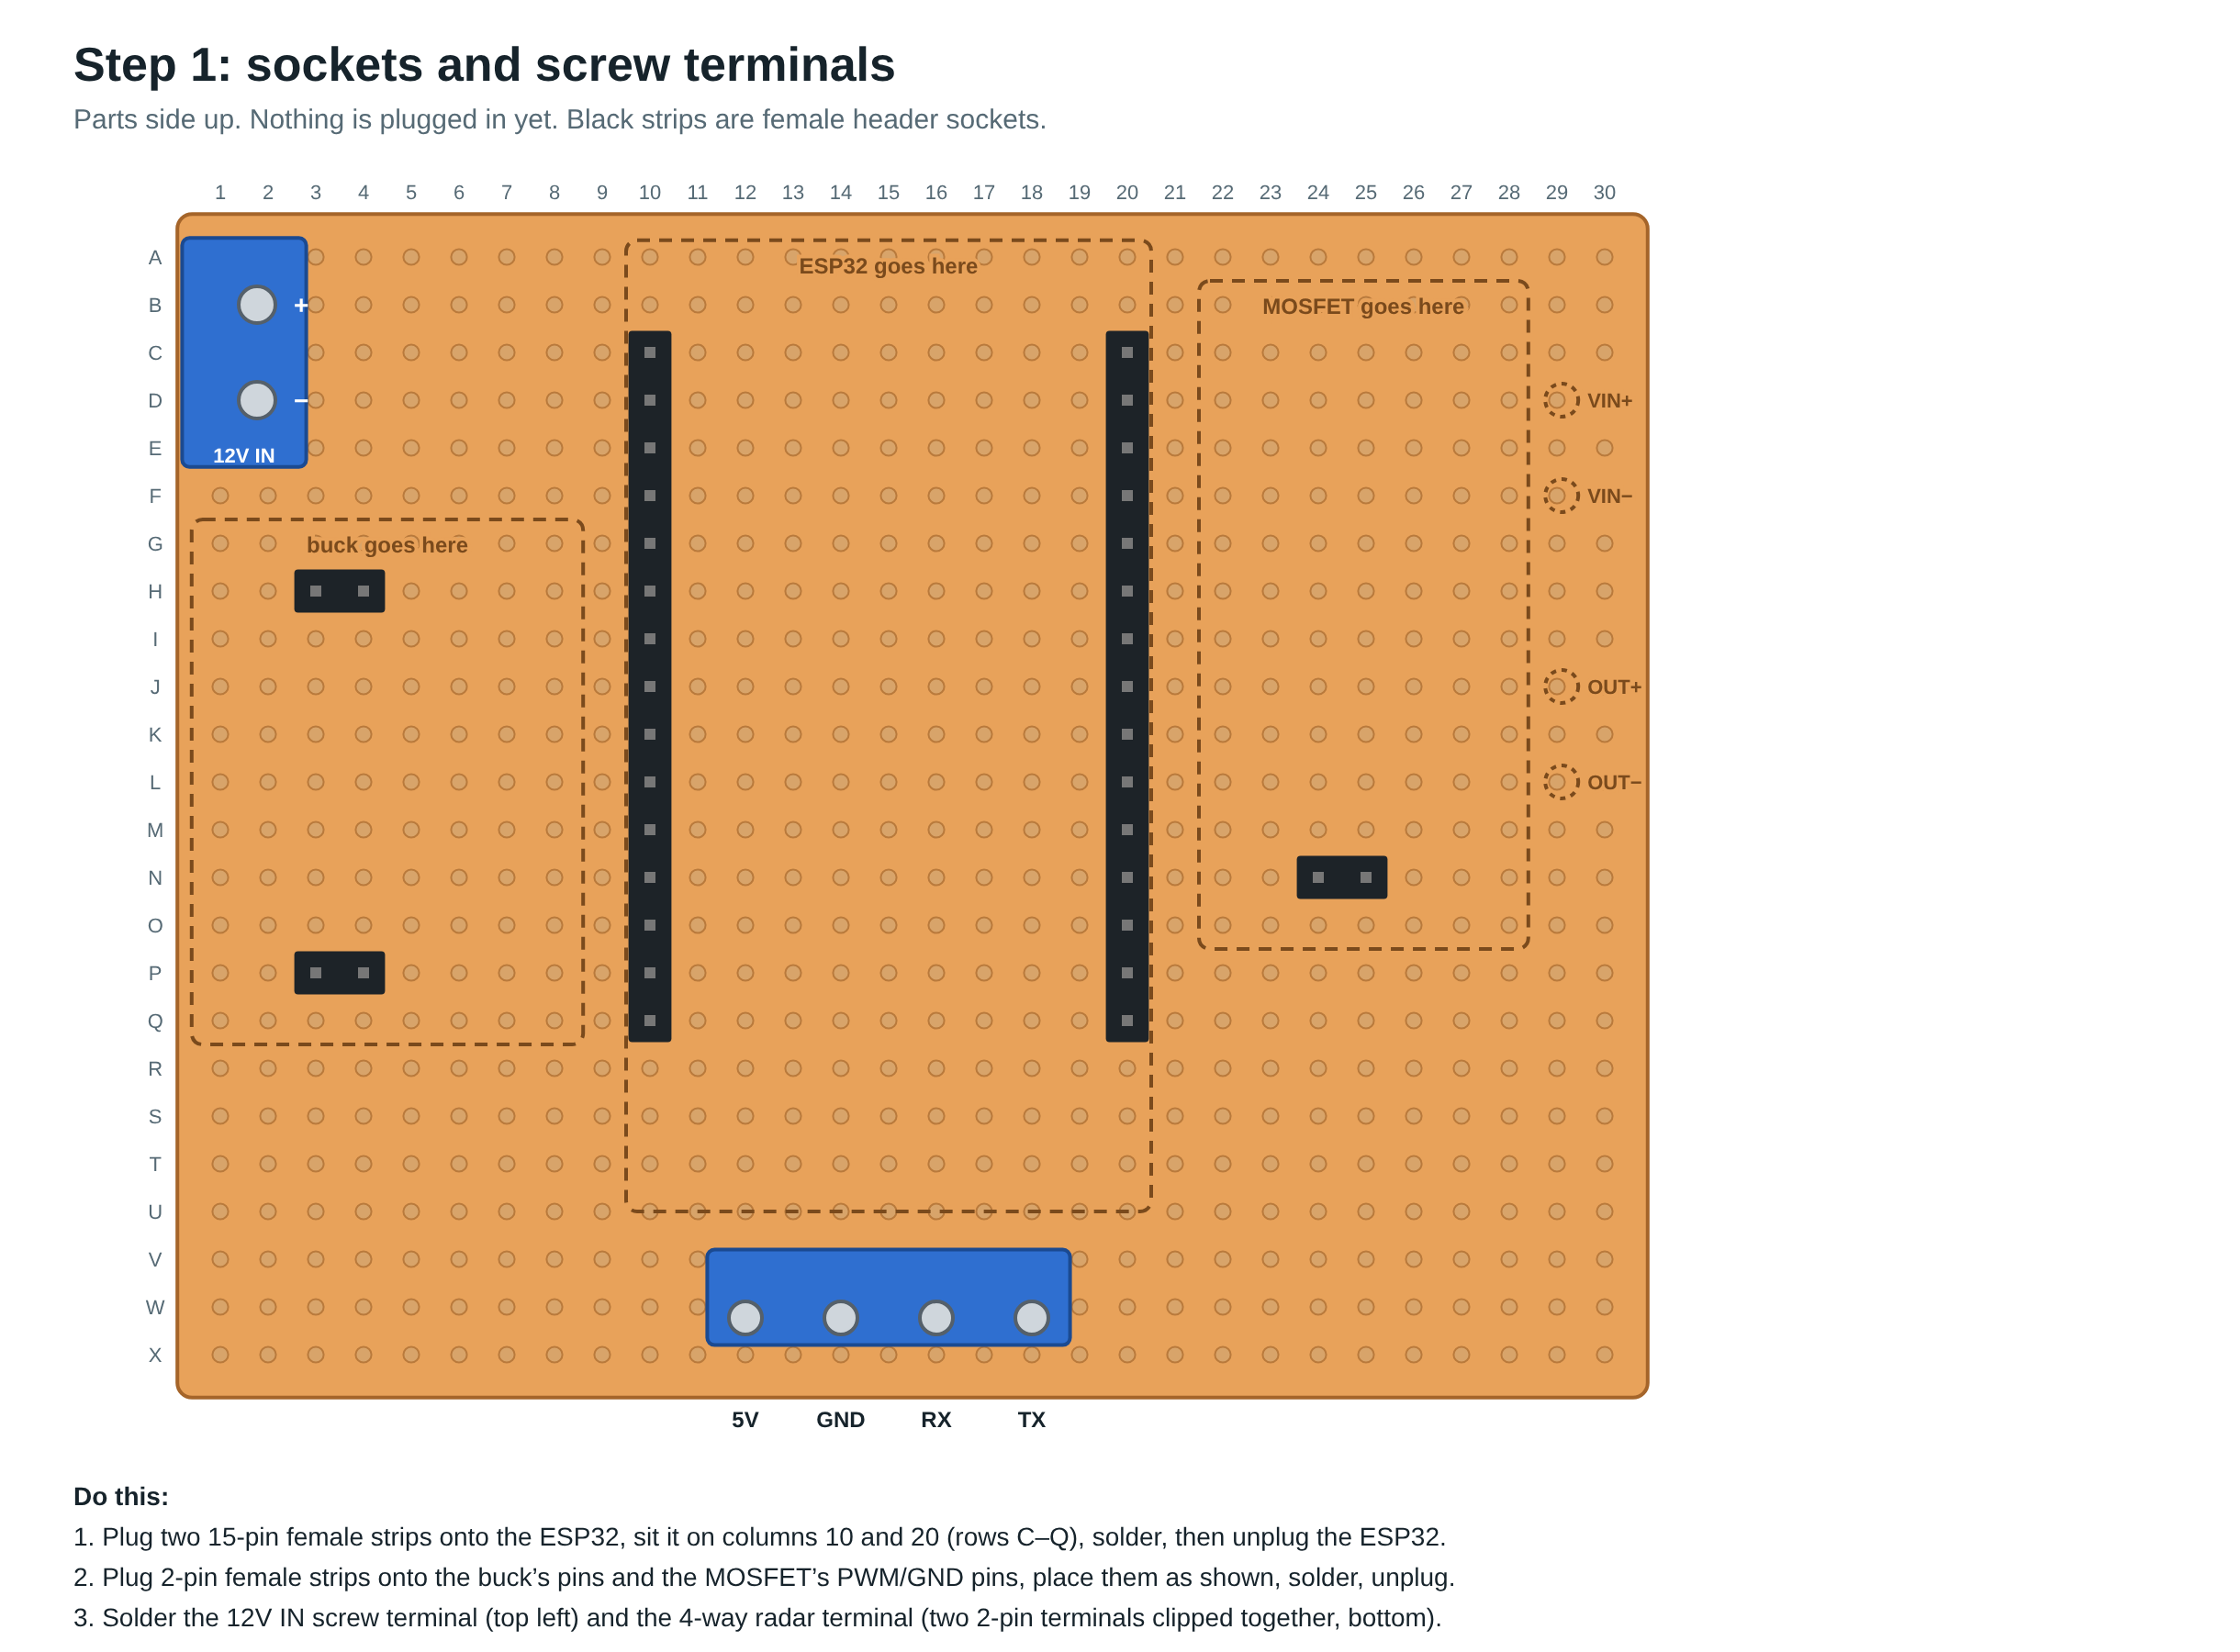 Step 1: sockets and screw terminals
Parts side up. Nothing is plugged in yet. Black strips are female header sockets.
1 2 3 4 5 6 7 8 9 10 11 12 13 14 15 16 17 18 19 20 21 22 23 24 25 26 27 28 29 30
A
ESP32 goes here
B
+
MOSFET goes here
C
D
–
VIN+
E
12V IN
F
VIN–
G
buck goes here
H
I
J
OUT+
K
L
OUT–
M
N
O
P
Q
R
S
T
U
V
W
X
5V GND RX TX
Do this:
1. Plug two 15-pin female strips onto the ESP32, sit it on columns 10 and 20 (rows C–Q), solder, then unplug the ESP32.
2. Plug 2-pin female strips onto the buck’s pins and the MOSFET’s PWM/GND pins, place them as shown, solder, unplug.
3. Solder the 12V IN screw terminal (top left) and the 4-way radar terminal (two 2-pin terminals clipped together, bottom).